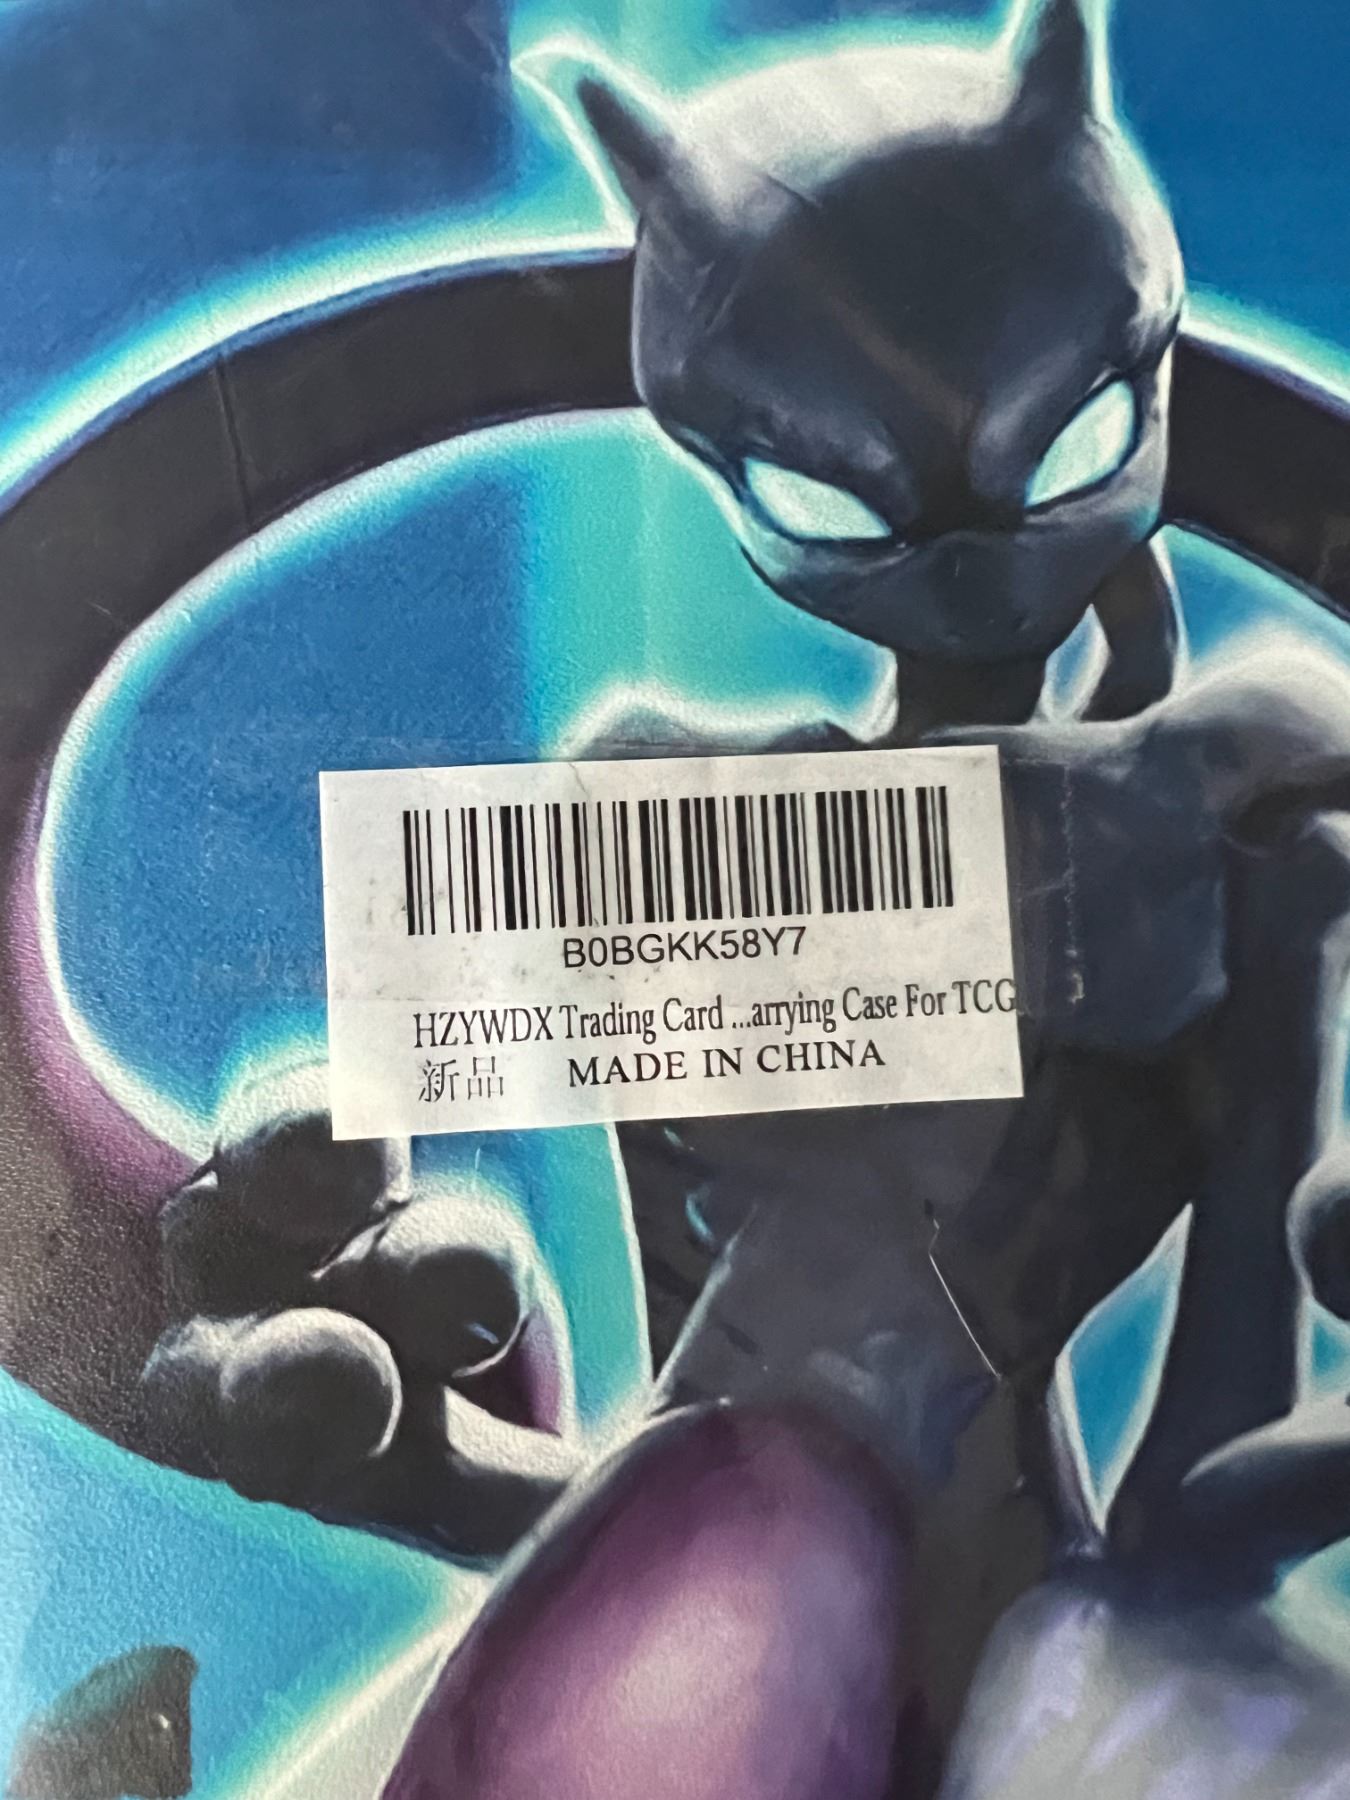 B0BGKK58Y7
HZYWDX Trading Card ...arrying Case For TCG
新品 MADE IN CHINA